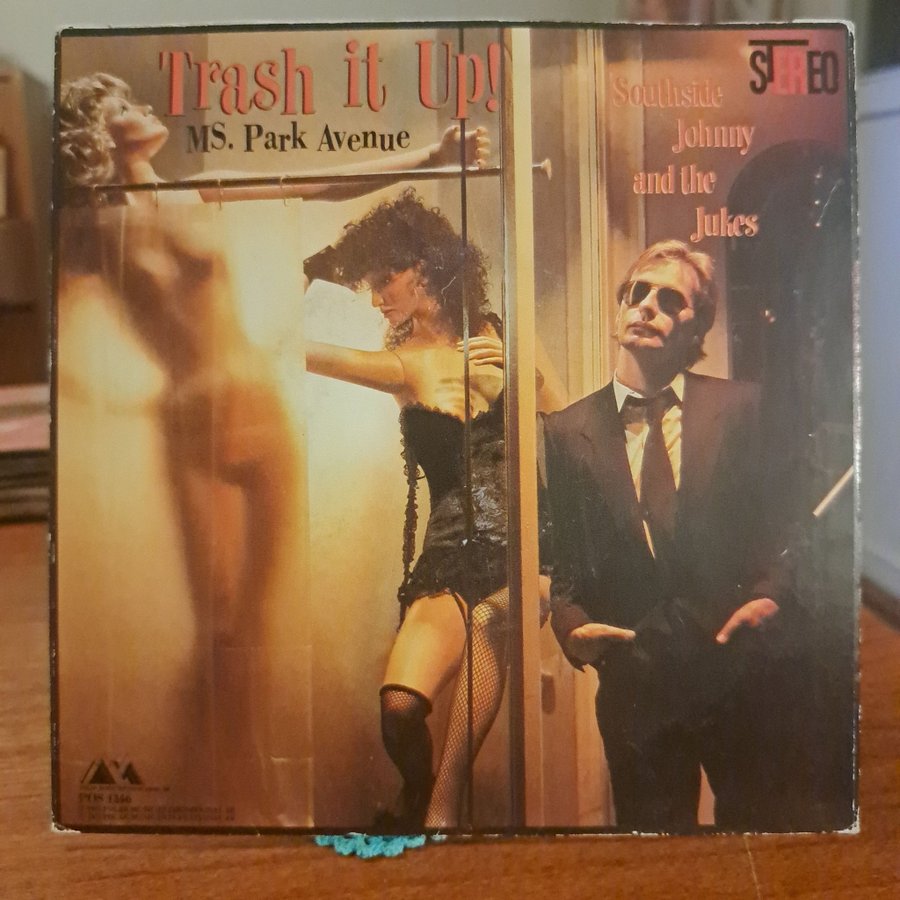 Trash it Up!
MS. Park Avenue
STEREO
Southside
Johnny
and the
Jukes